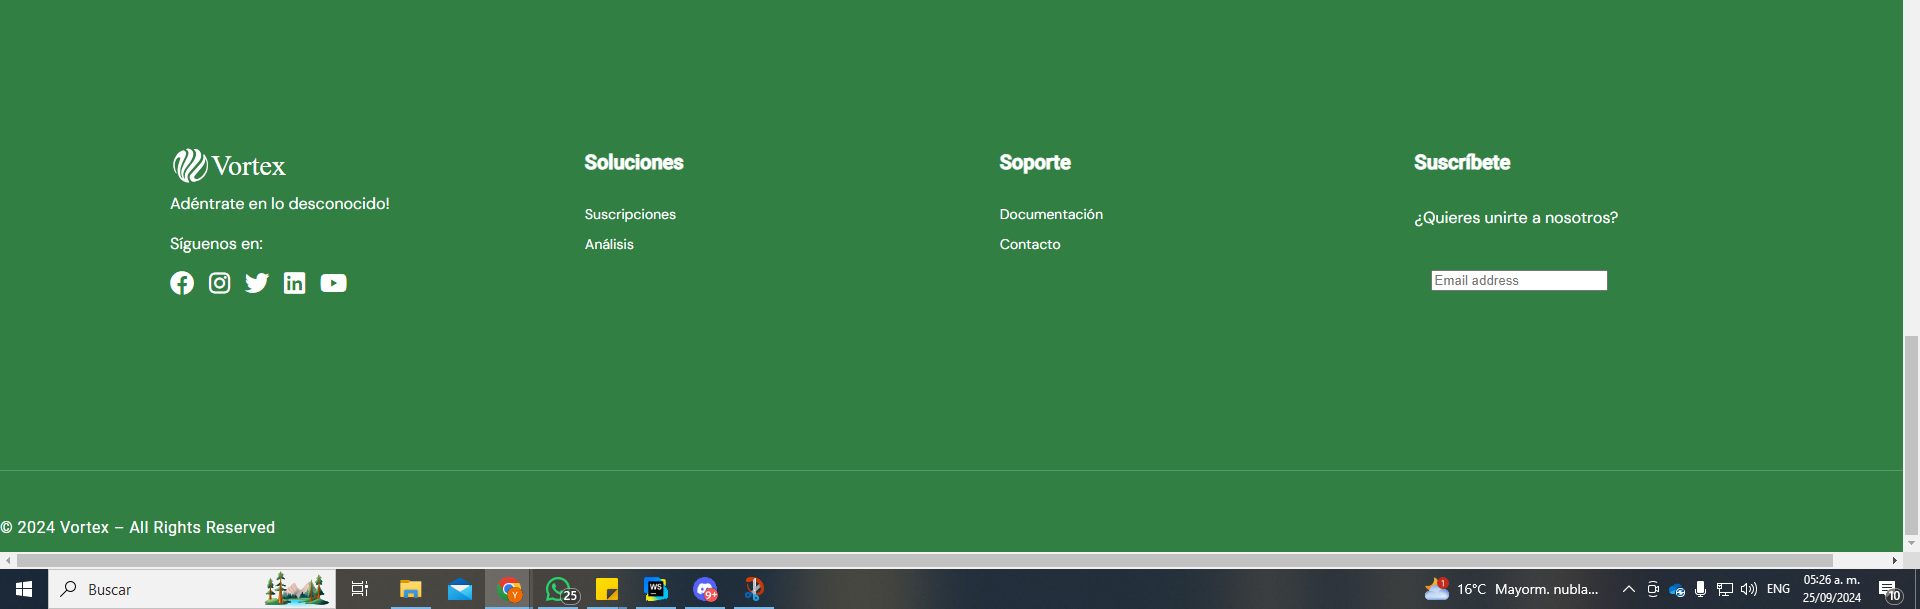 Vortex
Adéntrate en lo desconocido!
Síguenos en:
Soluciones
Suscripciones
Análisis
Soporte
Documentación
Contacto
Suscríbete
¿Quieres unirte a nosotros?
Email address
© 2024 Vortex – All Rights Reserved
Buscar
Y
25
WS
9+
1
16°C Mayorm. nubla...
ENG
05:26 a. m.
25/09/2024
10